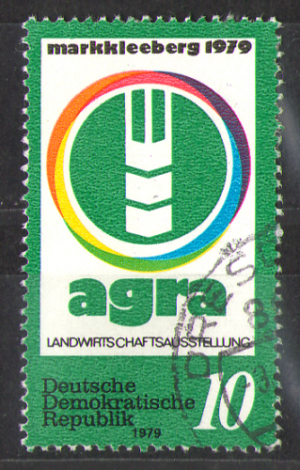 markkleeberg 1979
agra
LANDWIRTSCHAFTSAUSSTELLUNG
Deutsche
Demokratische
Republik
10
1979